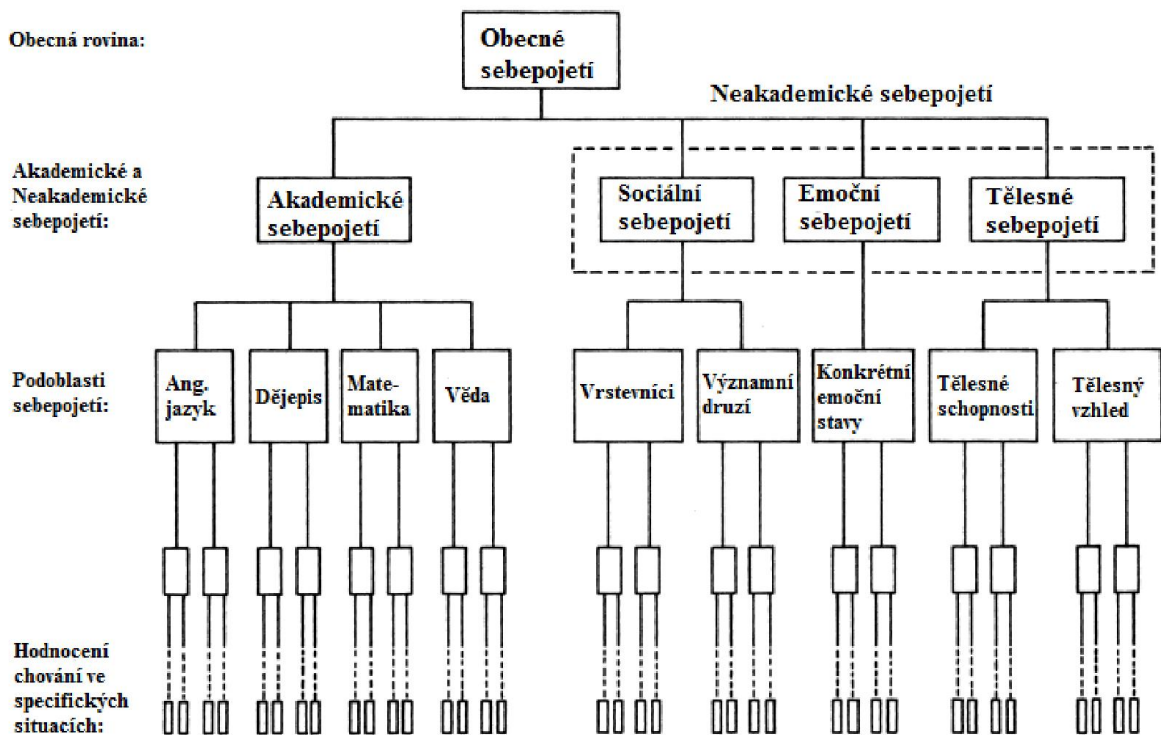 Obecná rovina:
Obecné
sebepojetí
Neakademické sebepojetí
Akademické a
Neakademické
sebepojetí:
Akademické
sebepojetí
Sociální
sebepojetí
Emoční
sebepojetí
Tělesné
sebepojetí
Podoblasti
sebepojetí:
Ang.
jazyk
Dějepis
Mate-
matika
Věda
Vrstevníci
Významní
druzí
Konkrétní
emoční
stavy
Tělesné
schopnosti
Tělesný
vzhled
Hodnocení
chování ve
specifických
situacích: